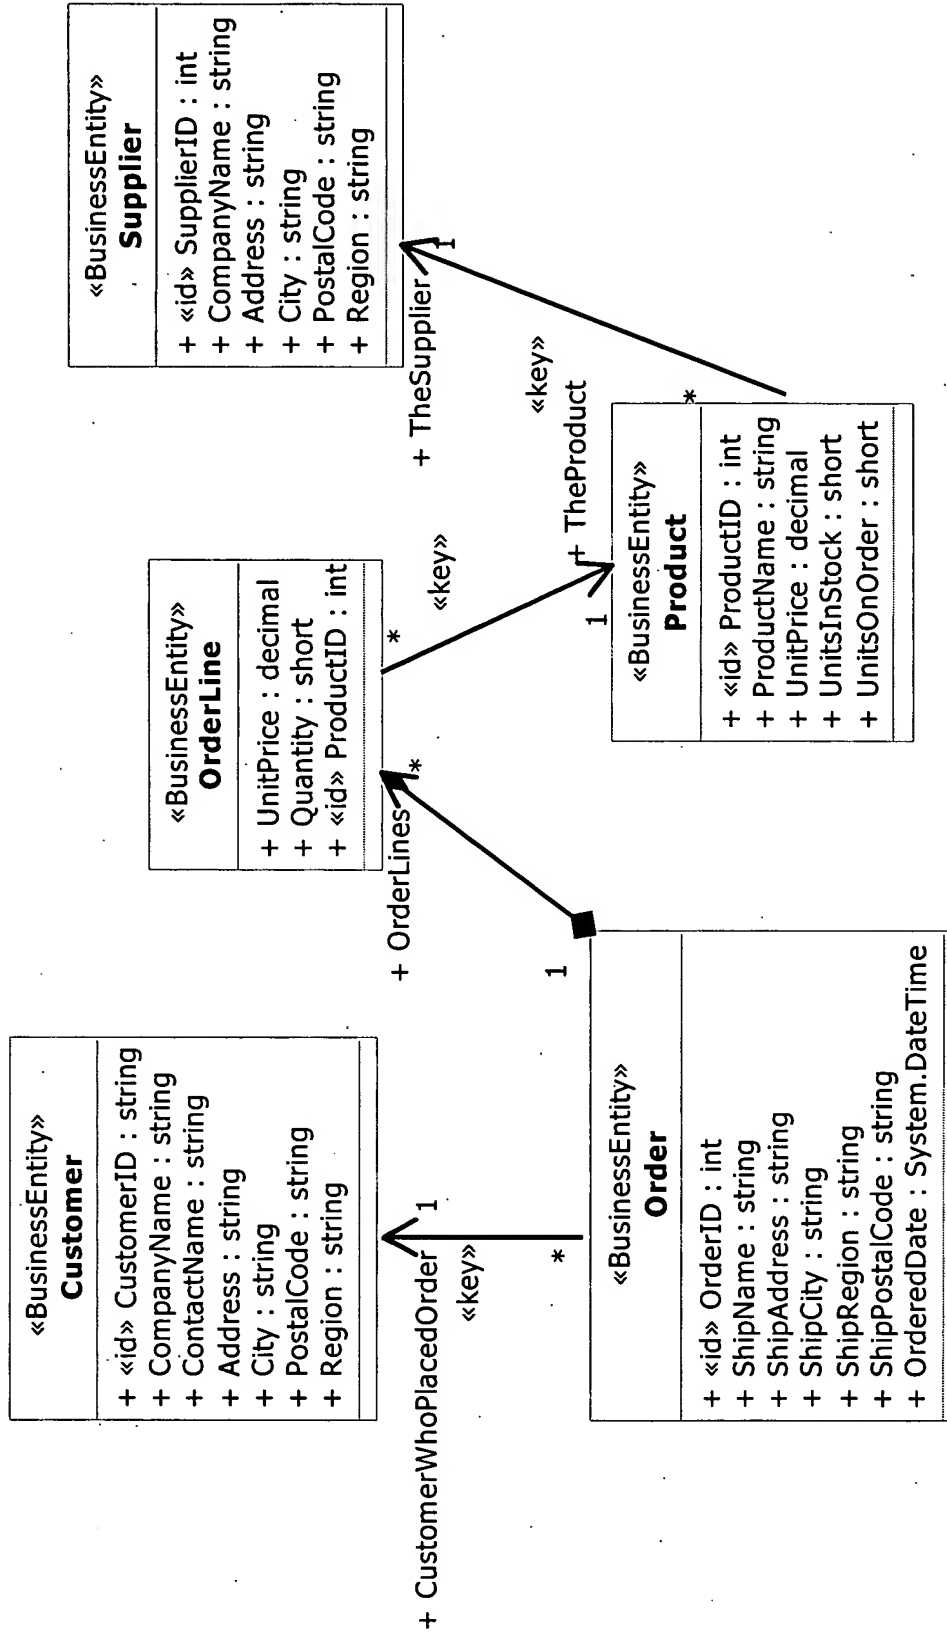 «BusinessEntity»
Customer
+ «id» CustomerID : string
+ CompanyName : string
+ ContactName : string
+ Address : string
+ City : string
+ PostalCode : string
+ Region : string
«BusinessEntity»
OrderLine
+ UnitPrice : decimal
+ Quantity : short
+ «id» ProductID : int
«BusinessEntity»
Supplier
+ «id» SupplierID : int
+ CompanyName : string
+ Address : string
+ City : string
+ PostalCode : string
+ Region : string
+ CustomerWhoPlacedOrder
1
«key»
*
+ OrderLines
*
1
*
«key»
+ TheProduct
1
+ TheSupplier
1
«key»
*
«BusinessEntity»
Order
+ «id» OrderID : int
+ ShipName : string
+ ShipAddress : string
+ ShipCity : string
+ ShipRegion : string
+ ShipPostalCode : string
+ OrderedDate : System.DateTime
«BusinessEntity»
Product
+ «id» ProductID : int
+ ProductName : string
+ UnitPrice : decimal
+ UnitsInStock : short
+ UnitsOnOrder : short